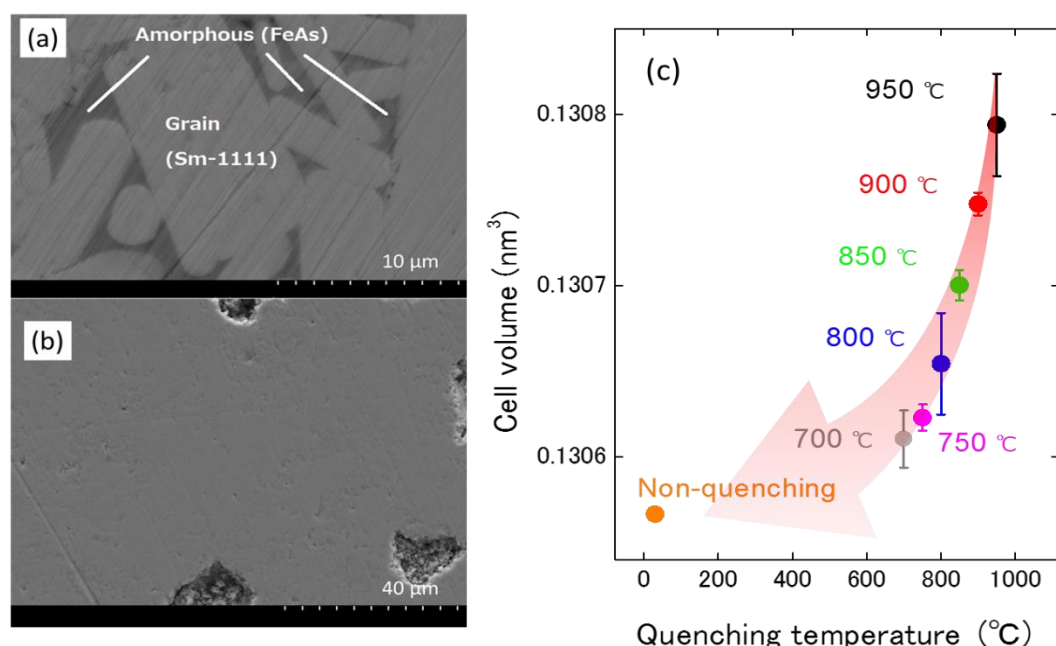 (a)
Amorphous (FeAs)
Grain
(Sm-1111)
10 μm
(b)
40 μm
(c)
Cell volume (nm³)
0.1308
0.1307
0.1306
950 ℃
900 ℃
850 ℃
800 ℃
700 ℃
750 ℃
Non-quenching
0 200 400 600 800 1000
Quenching temperature (℃)